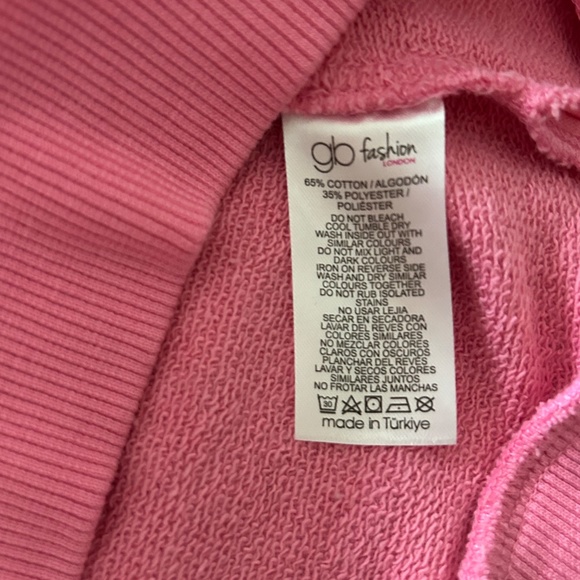 gb fashion
LONDON
65% COTTON / ALGODÓN
35% POLYESTER /
POLIÉSTER
DO NOT BLEACH
COOL TUMBLE DRY
WASH INSIDE OUT WITH
SIMILAR COLOURS
DO NOT MIX LIGHT AND
DARK COLOURS
IRON ON REVERSE SIDE
WASH AND DRY SIMILAR
COLOURS TOGETHER
DO NOT RUB ISOLATED
STAINS
NO USAR LEJIA
SECAR EN SECADORA
LAVAR DEL REVES CON
COLORES SIMILARES
NO MEZCLAR COLORES
CLAROS CON OSCUROS
PLANCHAR DEL REVES
LAVAR Y SECOS COLORES
SIMILARES JUNTOS
NO FROTAR LAS MANCHAS
30
made in Türkiye